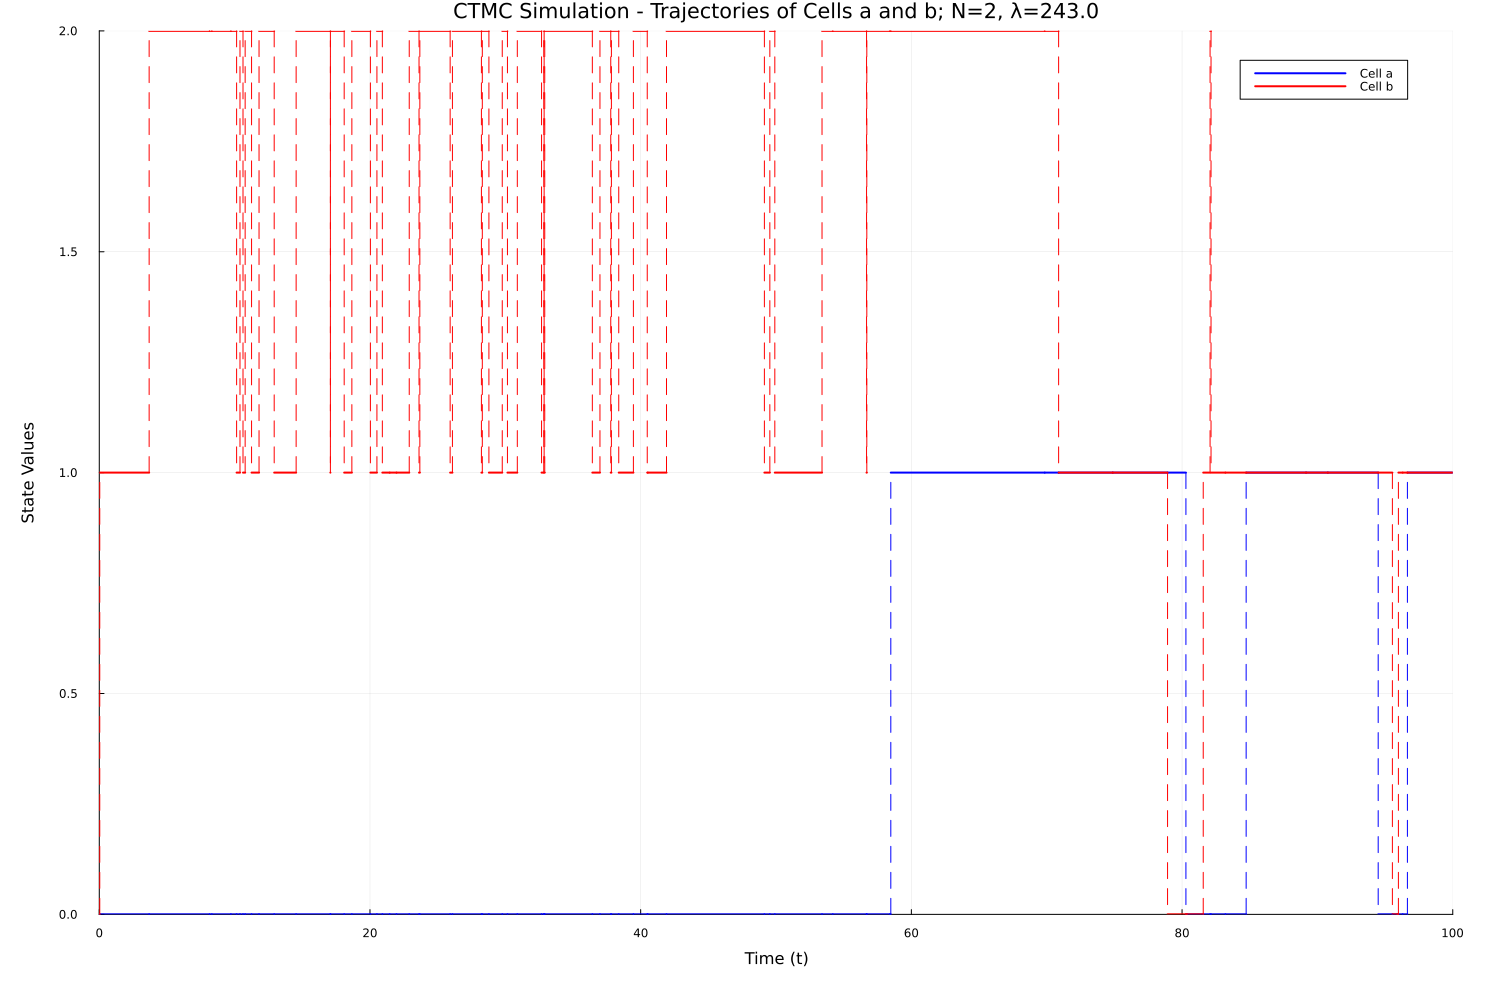 CTMC Simulation - Trajectories of Cells a and b; N=2, λ=243.0
2.0
Cell a
Cell b
1.5
1.0
State Values
0.5
0.0
0 20 40 60 80 100
Time (t)